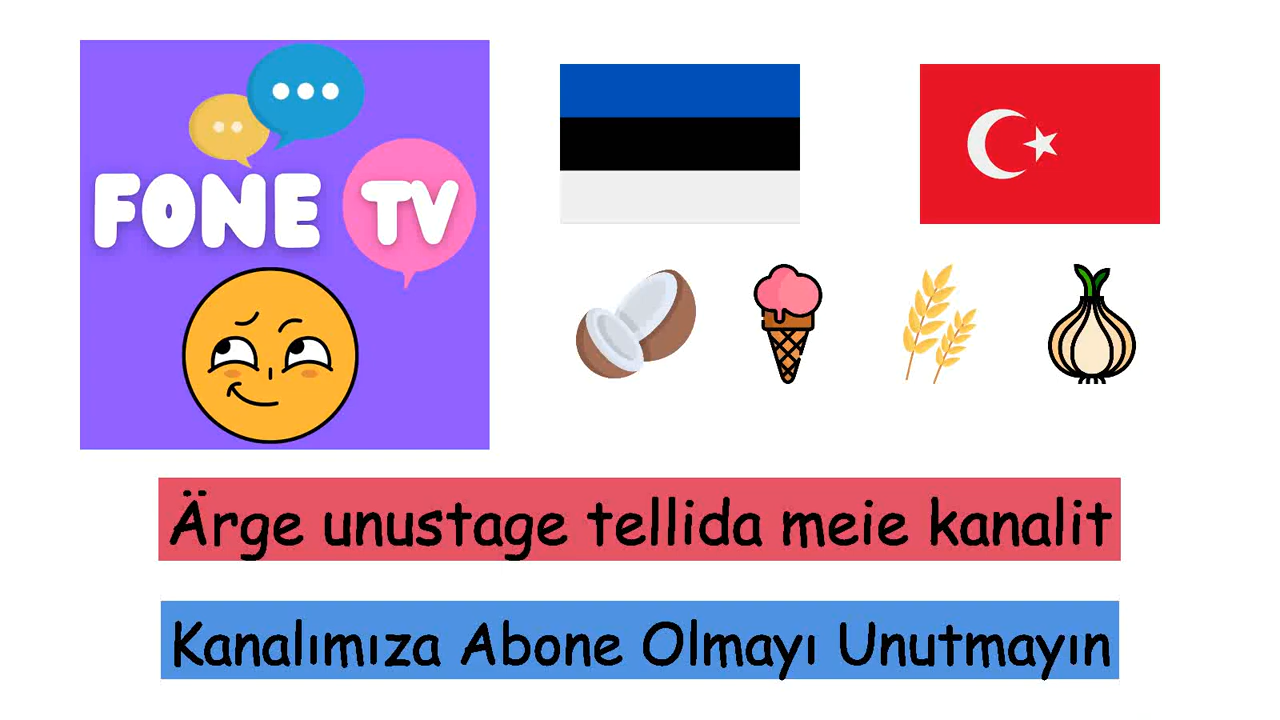 FONE TV
Ärge unustage tellida meie kanalit
Kanalımıza Abone Olmayı Unutmayın